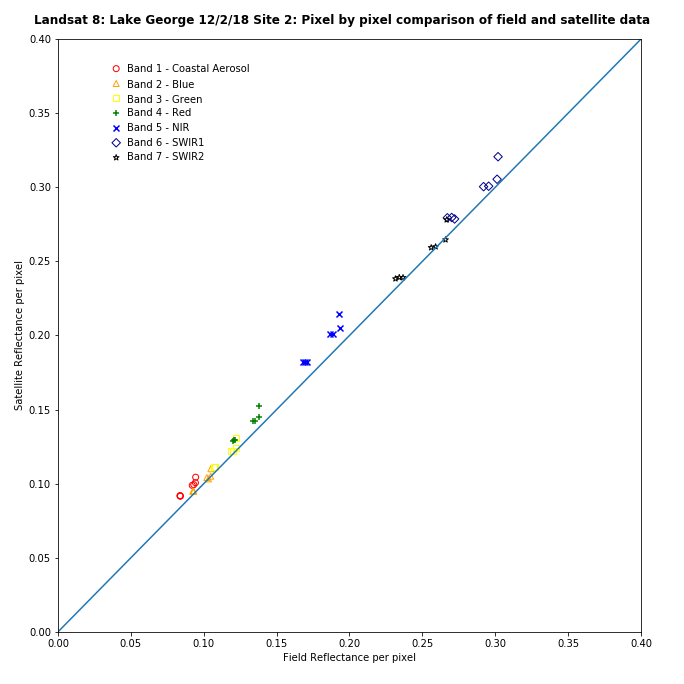 Landsat 8: Lake George 12/2/18 Site 2: Pixel by pixel comparison of field and satellite data
0.40
Band 1 - Coastal Aerosol
Band 2 - Blue
Band 3 - Green
Band 4 - Red
Band 5 - NIR
Band 6 - SWIR1
Band 7 - SWIR2
0.35
0.30
0.25
0.20
0.15
0.10
0.05
0.00
Satellite Reflectance per pixel
0.00 0.05 0.10 0.15 0.20 0.25 0.30 0.35 0.40
Field Reflectance per pixel